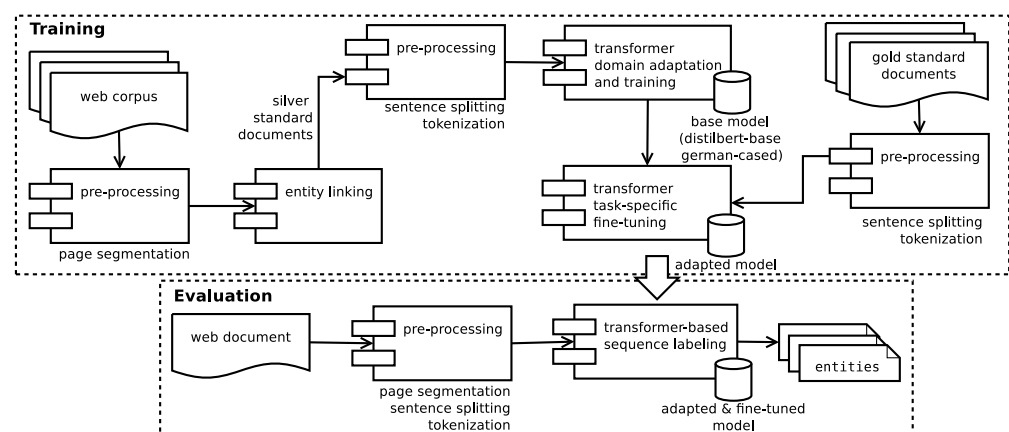 Training
web corpus
pre-processing
page segmentation
entity linking
silver
standard
documents
pre-processing
sentence splitting
tokenization
transformer
domain adaptation
and training
base model
(distilbert-base
german-cased)
gold standard
documents
pre-processing
sentence splitting
tokenization
transformer
task-specific
fine-tuning
adapted model
Evaluation
web document
pre-processing
page segmentation
sentence splitting
tokenization
transformer-based
sequence labeling
adapted & fine-tuned
model
entities